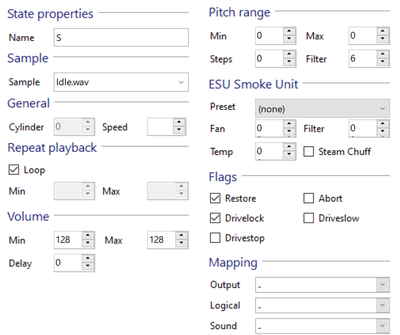 State properties
Name S
Sample
Sample Idle.wav
General
Cylinder 0 Speed
Repeat playback
Loop
Min Max
Volume
Min 128 Max 128
Delay 0
Pitch range
Min 0 Max 0
Steps 0 Filter 6
ESU Smoke Unit
Preset (none)
Fan 0 Filter 0
Temp 0 Steam Chuff
Flags
Restore Abort
Drivelock Driveslow
Drivestop
Mapping
Output -
Logical -
Sound -